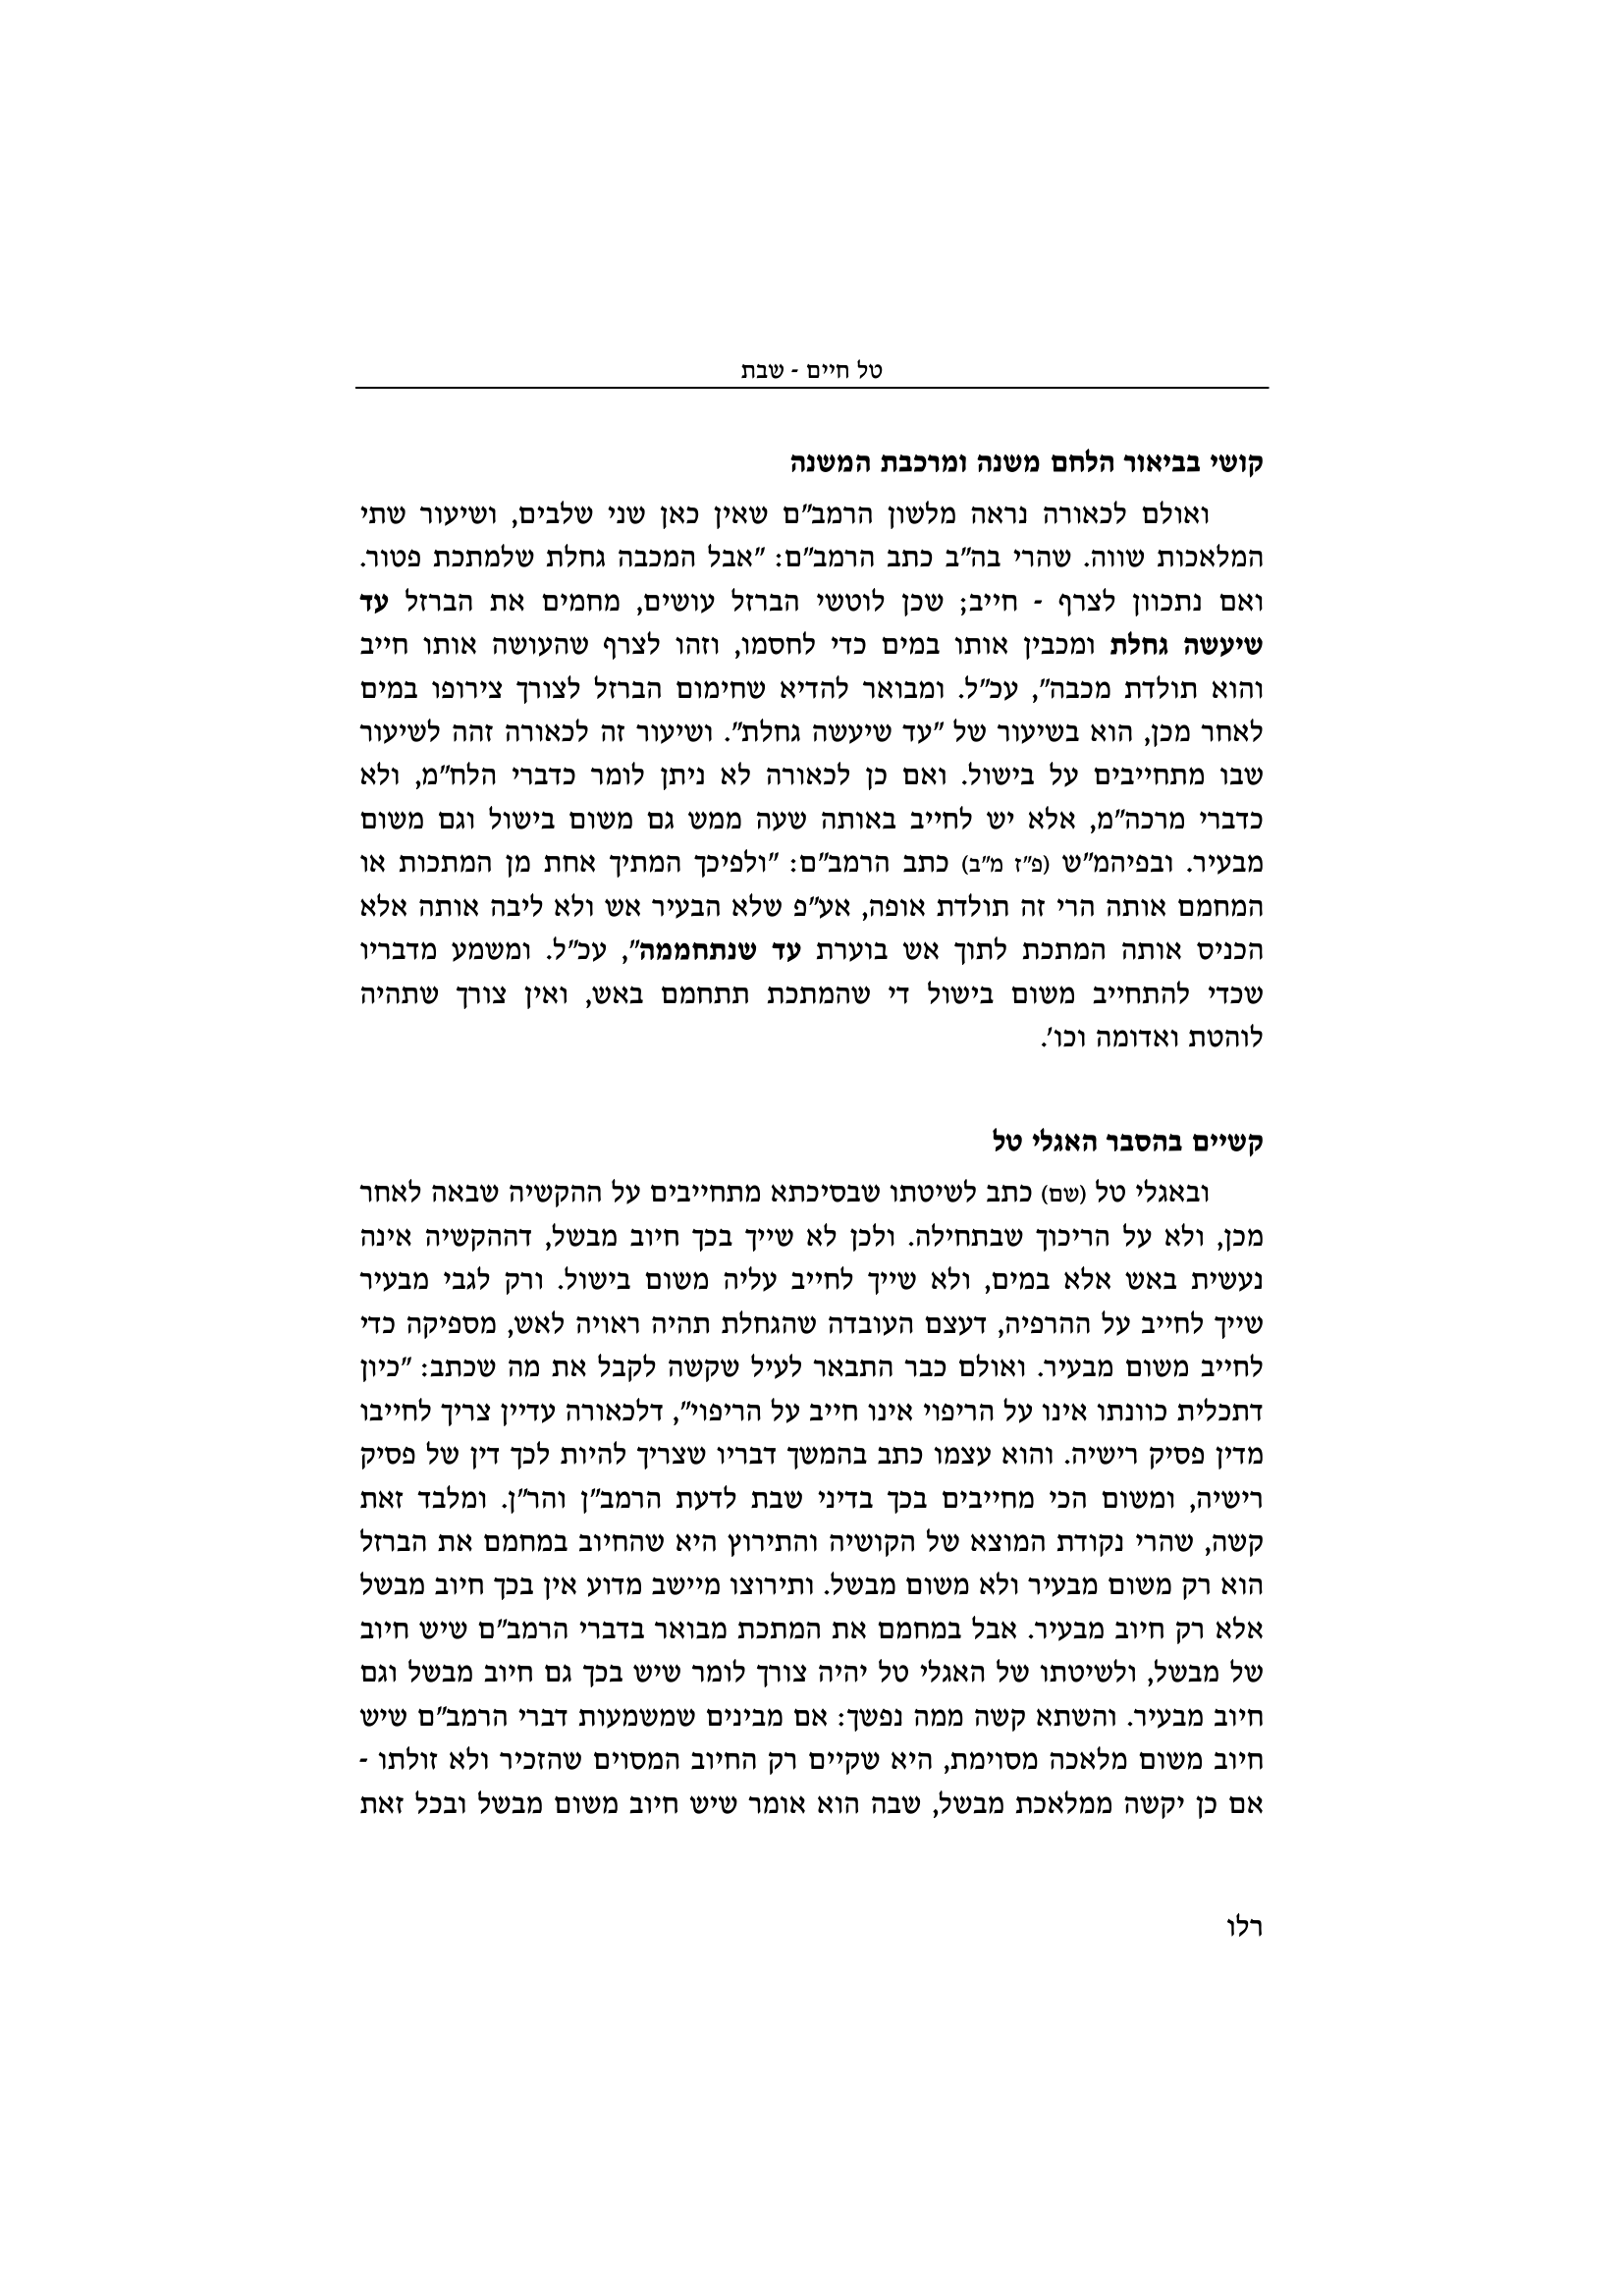 טל חיים - שבת
קושי בביאור הלחם משנה ומרכבת המשנה
ואולם לכאורה נראה מלשון הרמב"ם שאין כאן שני שלבים, ושיעור שתי
המלאכות שווה. שהרי בה"ב כתב הרמב"ם: "אבל המכבה גחלת שלמתכת פטור.
ואם נתכוון לצרף - חייב; שכן לוטשי הברזל עושים, מחמים את הברזל עד
שיעשה גחלת ומכבין אותו במים כדי לחסמו, וזהו לצרף שהעושה אותו חייב
והוא תולדת מכבה", עכ"ל. ומבואר להדיא שחימום הברזל לצורך צירופו במים
לאחר מכן, הוא בשיעור של "עד שיעשה גחלת". ושיעור זה לכאורה זהה לשיעור
שבו מתחייבים על בישול. ואם כן לכאורה לא ניתן לומר כדברי הלח"מ, ולא
כדברי מרכה"מ, אלא יש לחייב באותה שעה ממש גם משום בישול וגם משום
מבעיר. ובפיהמ"ש (פ"ז מ"ב) כתב הרמב"ם: "ולפיכך המתיך אחת מן המתכות או
המחמם אותה הרי זה תולדת אופה, אע"פ שלא הבעיר אש ולא ליבה אותה אלא
הכניס אותה המתכת לתוך אש בוערת עד שנתחממה", עכ"ל. ומשמע מדבריו
שכדי להתחייב משום בישול די שהמתכת תתחמם באש, ואין צורך שתהיה
לוהטת ואדומה וכו'.
קשיים בהסבר האגלי טל
ובאגלי טל (שם) כתב לשיטתו שבסיכתא מתחייבים על ההקשיה שבאה לאחר
מכן, ולא על הריכוך שבתחילה. ולכן לא שייך בכך חיוב מבשל, דההקשיה אינה
נעשית באש אלא במים, ולא שייך לחייב עליה משום בישול. ורק לגבי מבעיר
שייך לחייב על ההרפיה, דעצם העובדה שהגחלת תהיה ראויה לאש, מספיקה כדי
לחייב משום מבעיר. ואולם כבר התבאר לעיל שקשה לקבל את מה שכתב: "כיון
דתכלית כוונתו אינו על הריפוי אינו חייב על הריפוי", דלכאורה עדיין צריך לחייבו
מדין פסיק רישיה. והוא עצמו כתב בהמשך דבריו שצריך להיות לכך דין של פסיק
רישיה, ומשום הכי מחייבים בכך בדיני שבת לדעת הרמב"ן והר"ן. ומלבד זאת
קשה, שהרי נקודת המוצא של הקושיה והתירוץ היא שהחיוב במחמם את הברזל
הוא רק משום מבעיר ולא משום מבשל. ותירוצו מיישב מדוע אין בכך חיוב מבשל
אלא רק חיוב מבעיר. אבל במחמם את המתכת מבואר בדברי הרמב"ם שיש חיוב
של מבשל, ולשיטתו של האגלי טל יהיה צורך לומר שיש בכך גם חיוב מבשל וגם
חיוב מבעיר. והשתא קשה ממה נפשך: אם מבינים שמשמעות דברי הרמב"ם שיש
חיוב משום מלאכה מסוימת, היא שקיים רק החיוב המסוים שהזכיר ולא זולתו -
אם כן יקשה ממלאכת מבשל, שבה הוא אומר שיש חיוב משום מבשל ובכל זאת
רלו